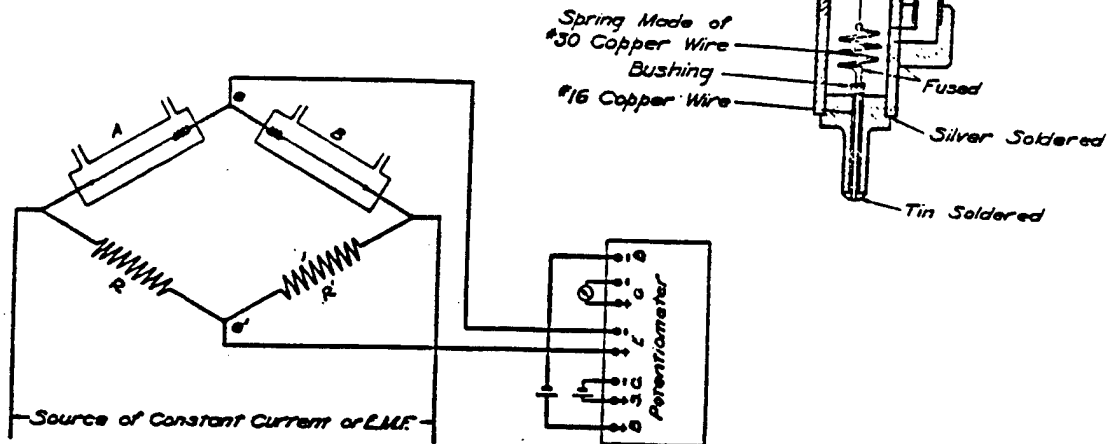 Spring Made of
#30 Copper Wire
Bushing
#16 Copper Wire
Fused
Silver Soldered
Tin Soldered
A
B
R
R'
Potentiometer
Source of Constant Current or E.M.F.